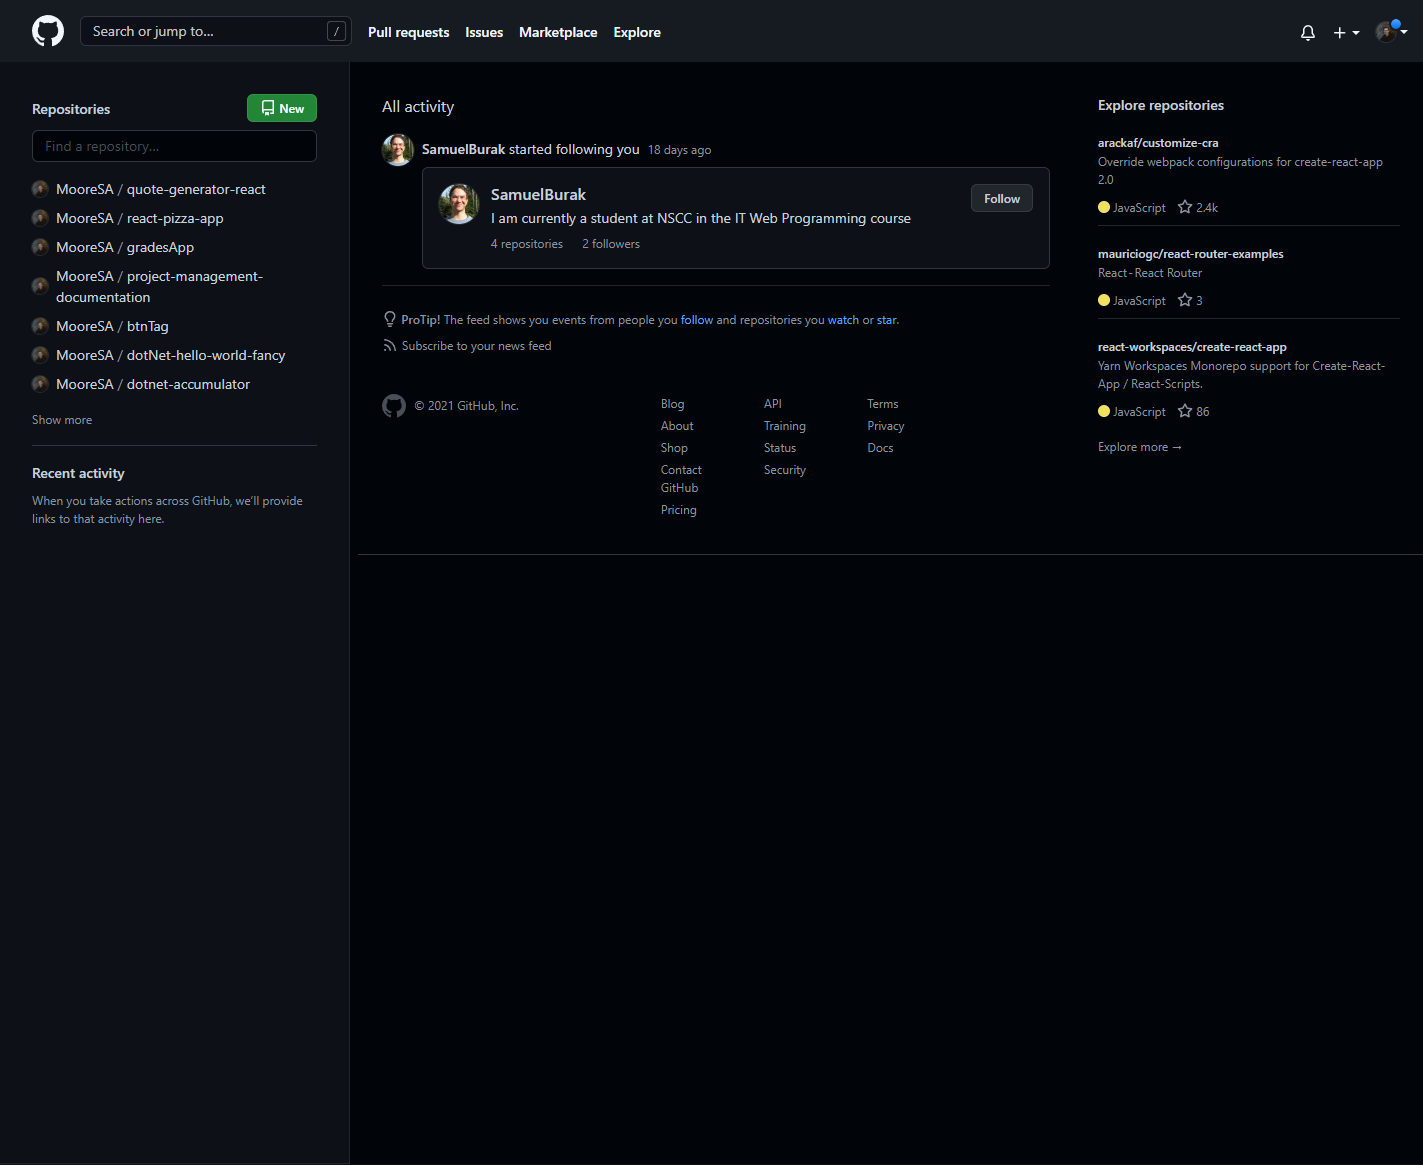 Search or jump to...
/
Pull requests
Issues
Marketplace
Explore
Repositories
New
Find a repository...
MooreSA / quote-generator-react
MooreSA / react-pizza-app
MooreSA / gradesApp
MooreSA / project-management-
documentation
MooreSA / btnTag
MooreSA / dotNet-hello-world-fancy
MooreSA / dotnet-accumulator
Show more
Recent activity
When you take actions across GitHub, we'll provide
links to that activity here.
All activity
SamuelBurak started following you 18 days ago
SamuelBurak
Follow
I am currently a student at NSCC in the IT Web Programming course
4 repositories 2 followers
ProTip! The feed shows you events from people you follow and repositories you watch or star.
Subscribe to your news feed
© 2021 GitHub, Inc.
Blog
About
Shop
Contact
GitHub
Pricing
API
Training
Status
Security
Terms
Privacy
Docs
Explore repositories
arackaf/customize-cra
Override webpack configurations for create-react-app
2.0
JavaScript 2.4k
mauriciogc/react-router-examples
React - React Router
JavaScript 3
react-workspaces/create-react-app
Yarn Workspaces Monorepo support for Create-React-
App / React-Scripts.
JavaScript 86
Explore more →